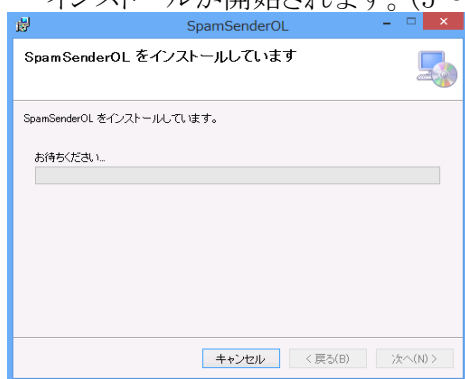 インストールが開始されます。(5
SpamSenderOL
SpamSenderOL をインストールしています
SpamSenderOL をインストールしています。
お待ちください...
キャンセル
< 戻る(B)
次へ(N) >